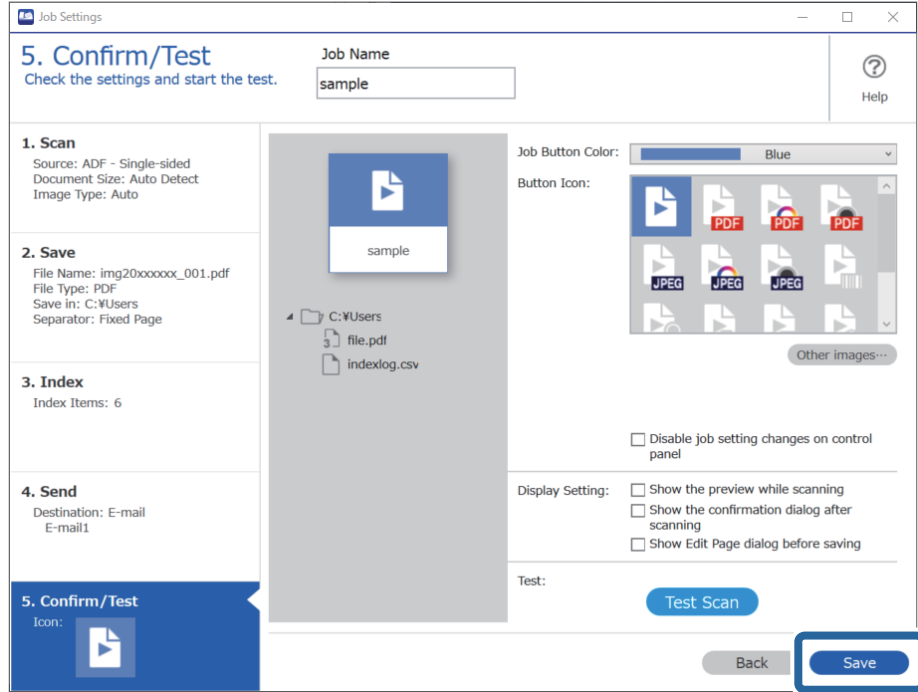 Job Settings
5. Confirm/Test
Check the settings and start the test.
Job Name
sample
Help
1. Scan
Source: ADF - Single-sided
Document Size: Auto Detect
Image Type: Auto
2. Save
File Name: img20xxxxxx_001.pdf
File Type: PDF
Save in: C:¥Users
Separator: Fixed Page
3. Index
Index Items: 6
4. Send
Destination: E-mail
E-mail1
5. Confirm/Test
Icon:
sample
C:¥Users
3 file.pdf
indexlog.csv
Job Button Color: Blue
Button Icon:
PDF PDF PDF
JPEG JPEG JPEG
Other images···
Disable job setting changes on control
panel
Display Setting: Show the preview while scanning
Show the confirmation dialog after
scanning
Show Edit Page dialog before saving
Test:
Test Scan
Back Save